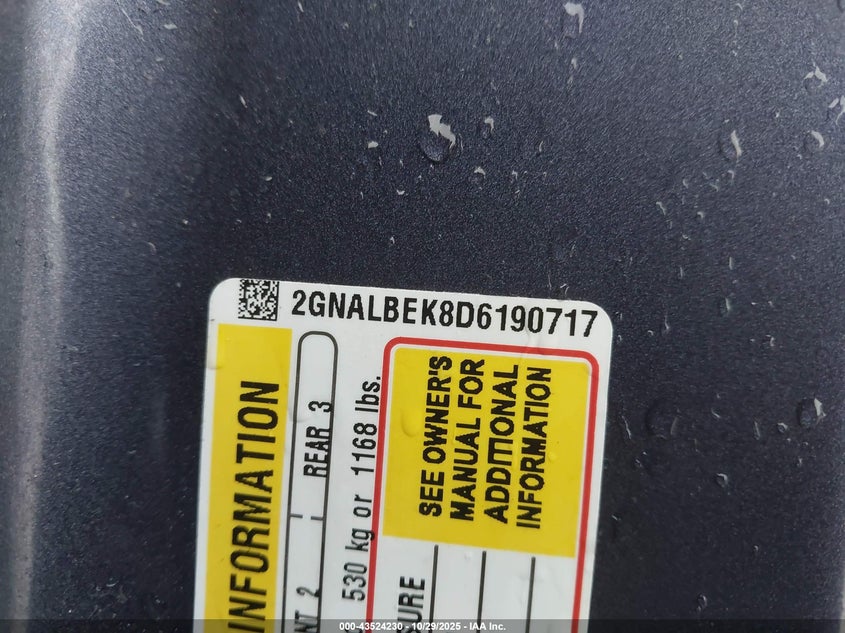 2GNALBEK8D6190717
INFORMATION
NT 2 REAR 3
530 kg or 1168 lbs.
SURE
SEE OWNER'S
MANUAL FOR
ADDITIONAL
INFORMATION
000-43524230 - 10/29/2025 - IAA Inc.